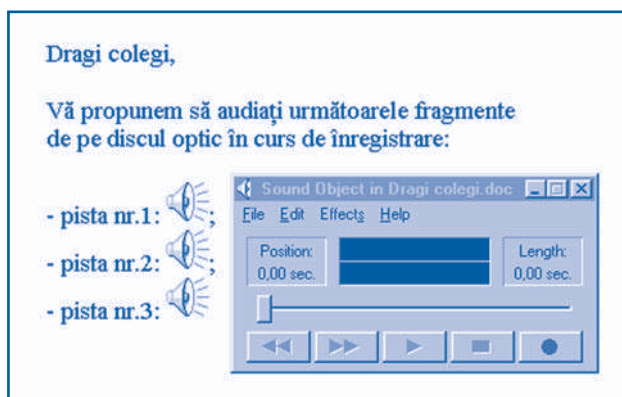 Dragi colegi,
Vă propunem să audiați următoarele fragmente
de pe discul optic în curs de înregistrare:
- pista nr.1: ;
- pista nr.2: ;
- pista nr.3:
Sound Object in Dragi colegi.doc
File Edit Effects Help
Position:
0,00 sec.
Length:
0,00 sec.